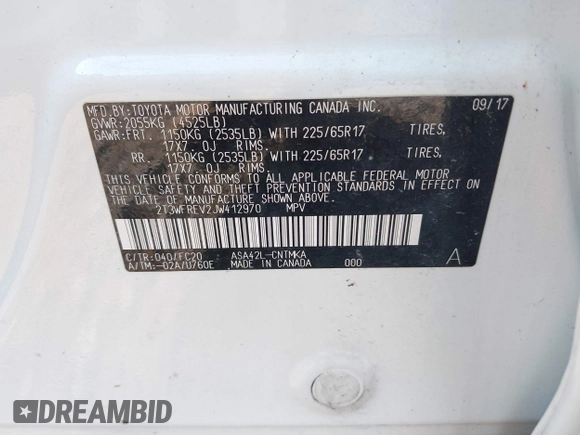 MFD.BY:TOYOTA MOTOR MANUFACTURING CANADA INC. 09/17
GVWR:2055KG (4525LB)
GAWR:FRT. 1150KG (2535LB) WITH 225/65R17 TIRES,
17X7.0J RIMS.
RR. 1150KG (2535LB) WITH 225/65R17 TIRES,
17X7.0J RIMS.
THIS VEHICLE CONFORMS TO ALL APPLICABLE FEDERAL MOTOR
VEHICLE SAFETY AND THEFT PREVENTION STANDARDS IN EFFECT ON
THE DATE OF MANUFACTURE SHOWN ABOVE.
2T3WFREV2JW412970 MPV
C/TR:040/FC20 ASA42L-CNTMKA A
A/TM:-02A/U760E MADE IN CANADA 000
DREAMBID